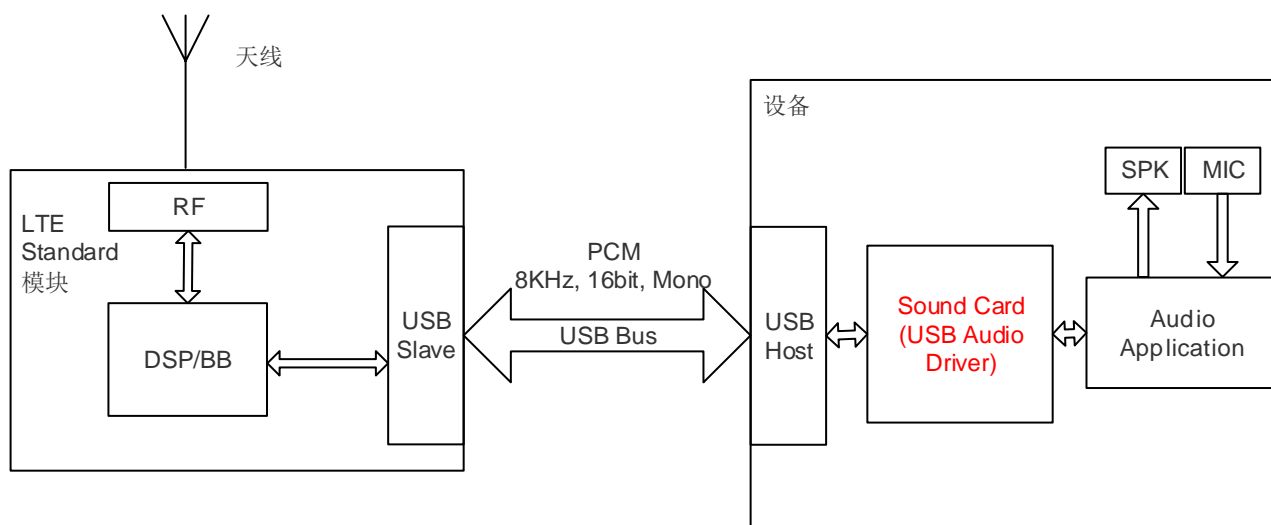 天线
设备
SPK
MIC
RF
LTE
Standard
模块
DSP/BB
USB
Slave
PCM
8KHz, 16bit, Mono
USB Bus
USB
Host
Sound Card
(USB Audio
Driver)
Audio
Application